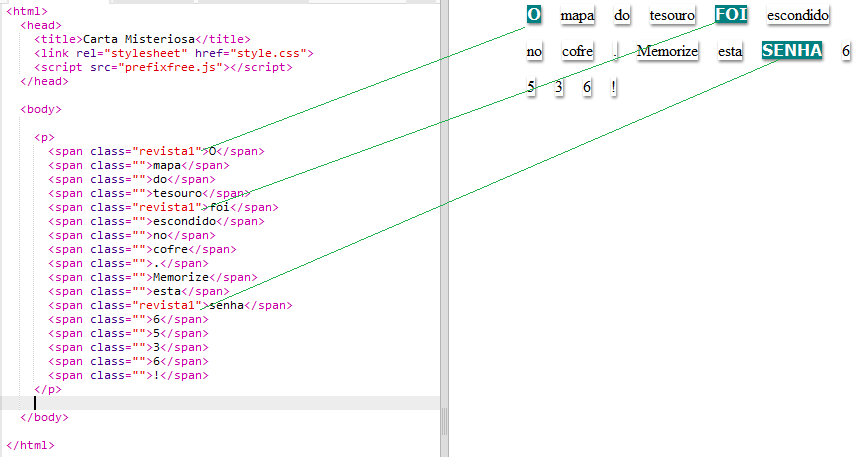 <html>
<head>
<title>Carta Misteriosa</title>
<link rel="stylesheet" href="style.css">
<script src="prefixfree.js"></script>
</head>
<body>
<p>
<span class="revista1">O</span>
<span class="">mapa</span>
<span class="">do</span>
<span class="">tesouro</span>
<span class="revista1">foi</span>
<span class="">escondido</span>
<span class="">no</span>
<span class="">cofre</span>
<span class="">.</span>
<span class="">Memorize</span>
<span class="">esta</span>
<span class="revista1">senha</span>
<span class="">6</span>
<span class="">5</span>
<span class="">3</span>
<span class="">6</span>
<span class="">!</span>
</p>
</body>
</html>
O mapa do tesouro FOI escondido
no cofre . Memorize esta SENHA 6
5 3 6 !